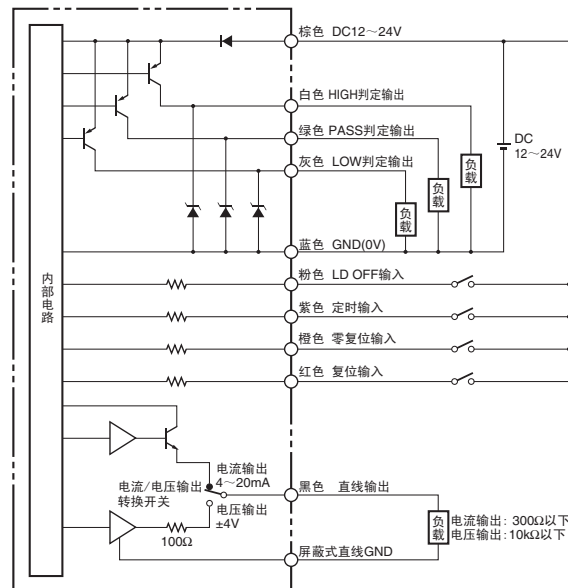 棕色 DC12～24V
白色 HIGH判定输出
绿色 PASS判定输出
灰色 LOW判定输出
DC
12～24V
负载
负载
负载
蓝色 GND(0V)
内部电路
粉色 LD OFF输入
紫色 定时输入
橙色 零复位输入
红色 复位输入
电流输出
4～20mA
电流/电压输出
转换开关
黑色 直线输出
电压输出
±4V
100Ω
负载
电流输出: 300Ω以下
电压输出: 10kΩ以下
屏蔽式直线GND